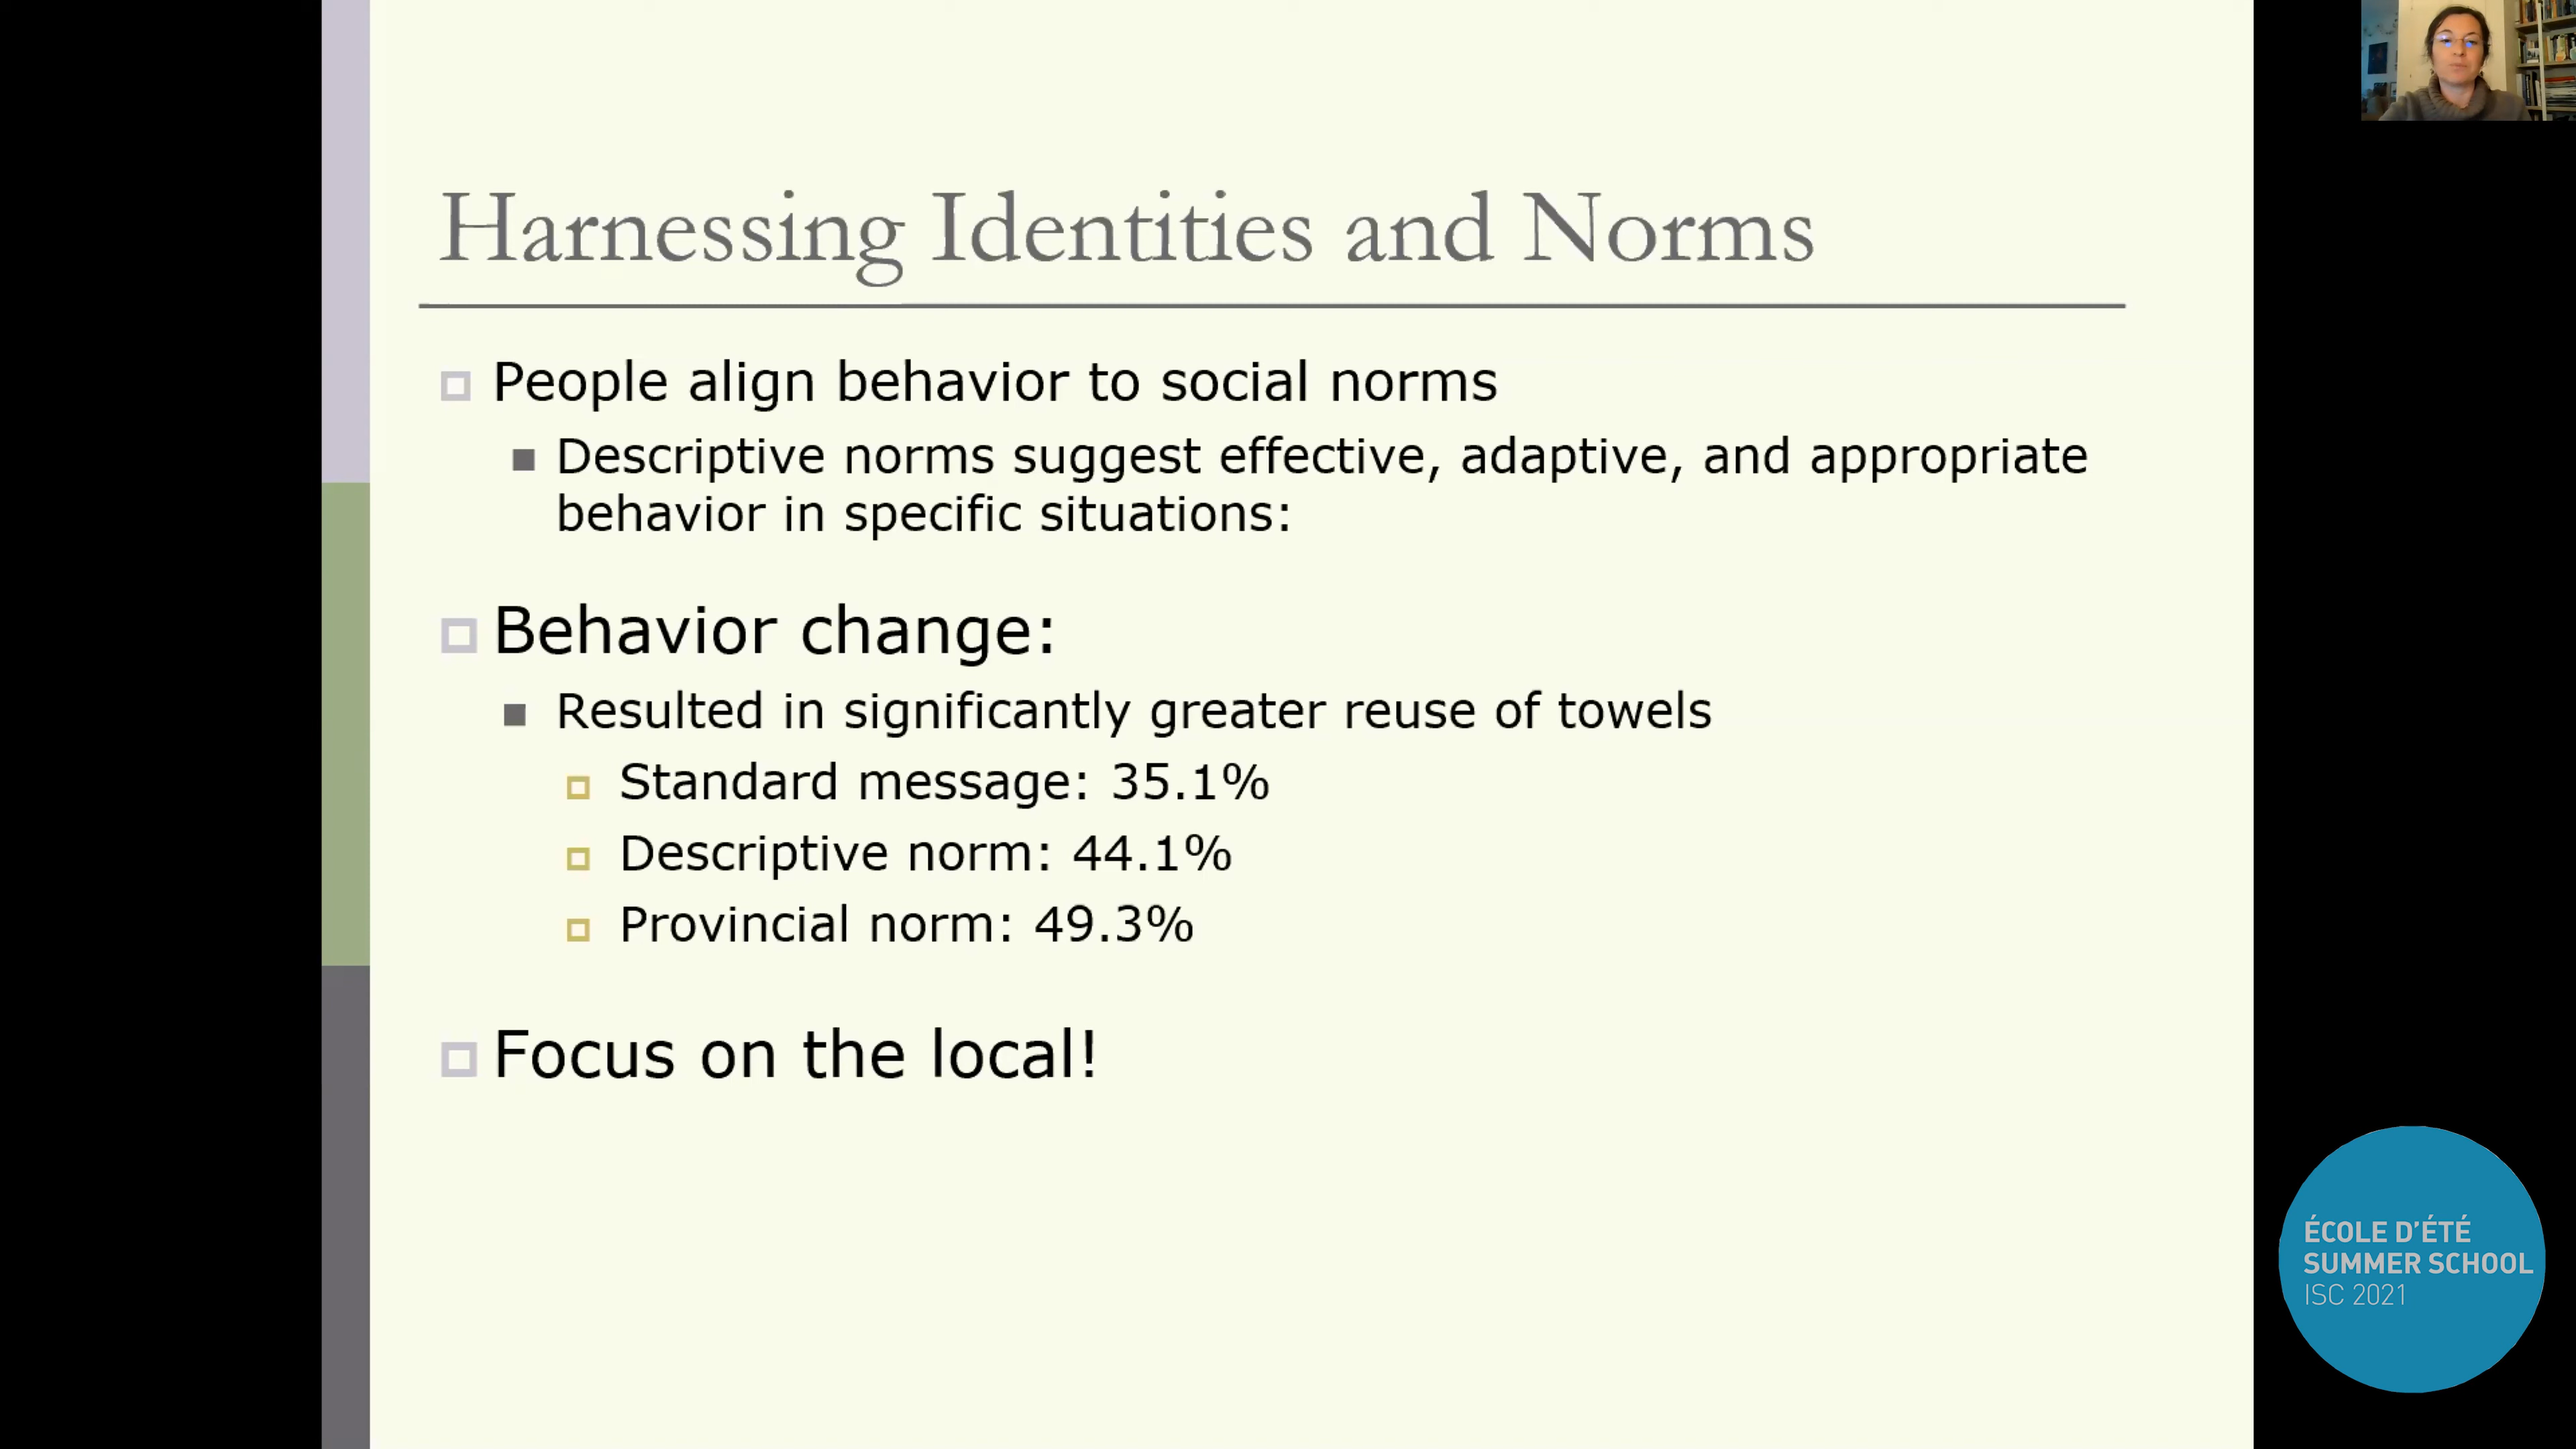 Harnessing Identities and Norms
People align behavior to social norms
Descriptive norms suggest effective, adaptive, and appropriate
behavior in specific situations:
Behavior change:
Resulted in significantly greater reuse of towels
Standard message: 35.1%
Descriptive norm: 44.1%
Provincial norm: 49.3%
Focus on the local!
ÉCOLE D'ÉTÉ
SUMMER SCHOOL
ISC 2021